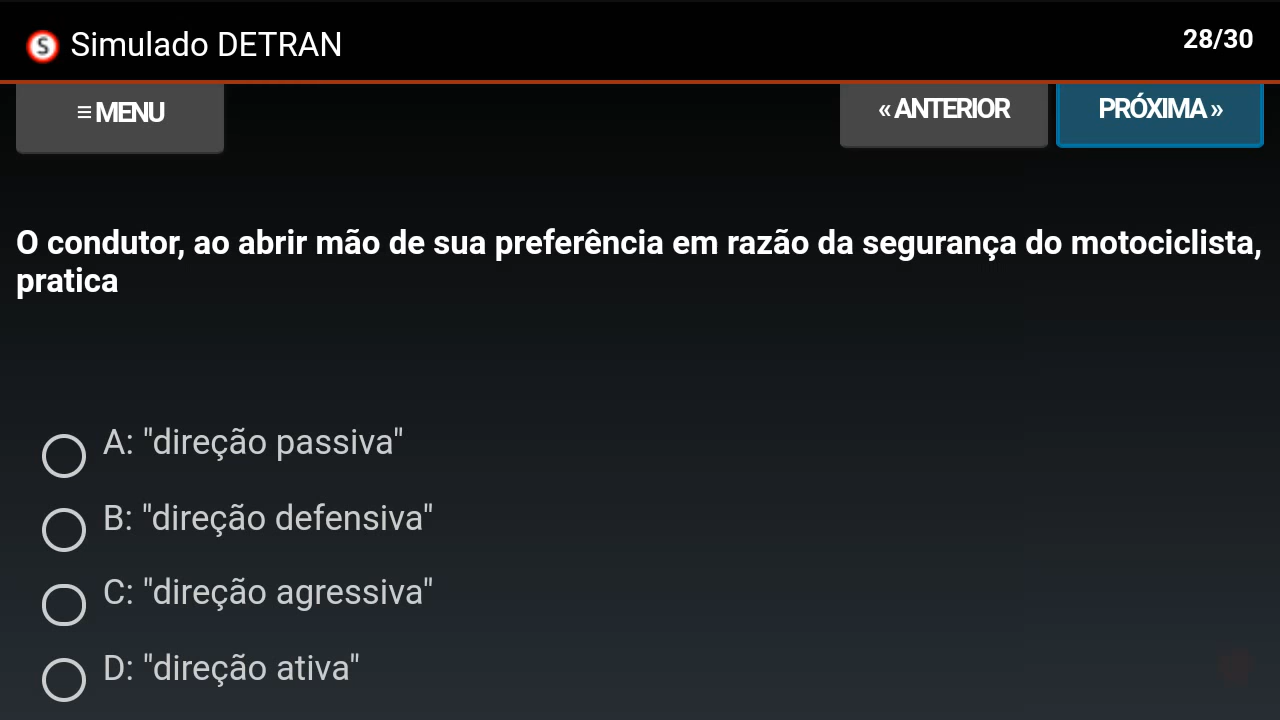 S Simulado DETRAN
28/30
≡ MENU
« ANTERIOR
PRÓXIMA »
O condutor, ao abrir mão de sua preferência em razão da segurança do motociclista,
pratica
A: "direção passiva"
B: "direção defensiva"
C: "direção agressiva"
D: "direção ativa"